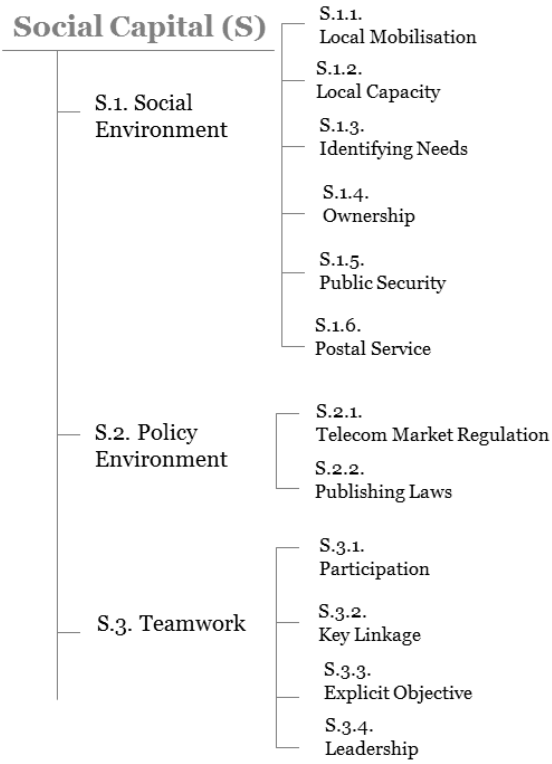 Social Capital (S)
S.1. Social
Environment
S.1.1.
Local Mobilisation
S.1.2.
Local Capacity
S.1.3.
Identifying Needs
S.1.4.
Ownership
S.1.5.
Public Security
S.1.6.
Postal Service
S.2. Policy
Environment
S.2.1.
Telecom Market Regulation
S.2.2.
Publishing Laws
S.3. Teamwork
S.3.1.
Participation
S.3.2.
Key Linkage
S.3.3.
Explicit Objective
S.3.4.
Leadership